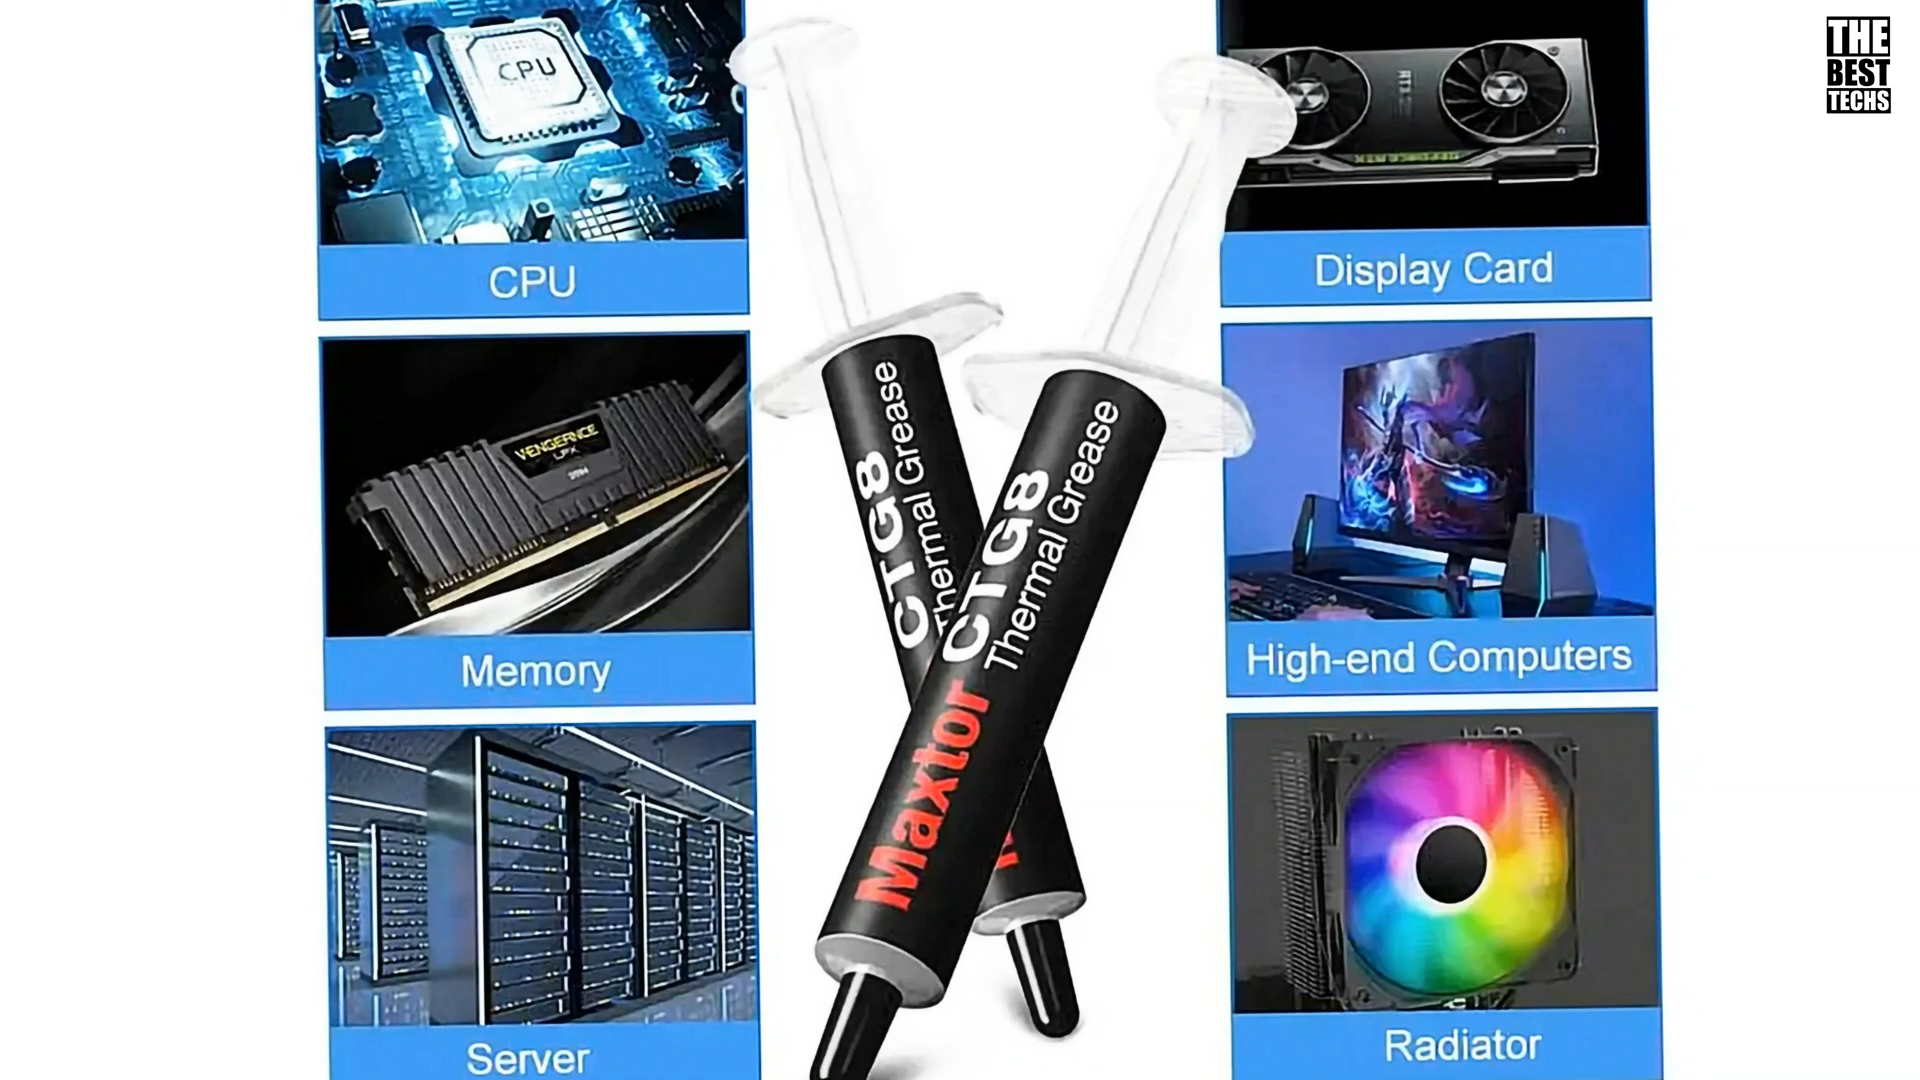 THE
BEST
TECHS
CPU
CPU
Display Card
VENGEANCE
LPX
Memory
High-end Computers
CTG8
Thermal Grease
Maxtor
CTG8
Thermal Grease
Server
Radiator